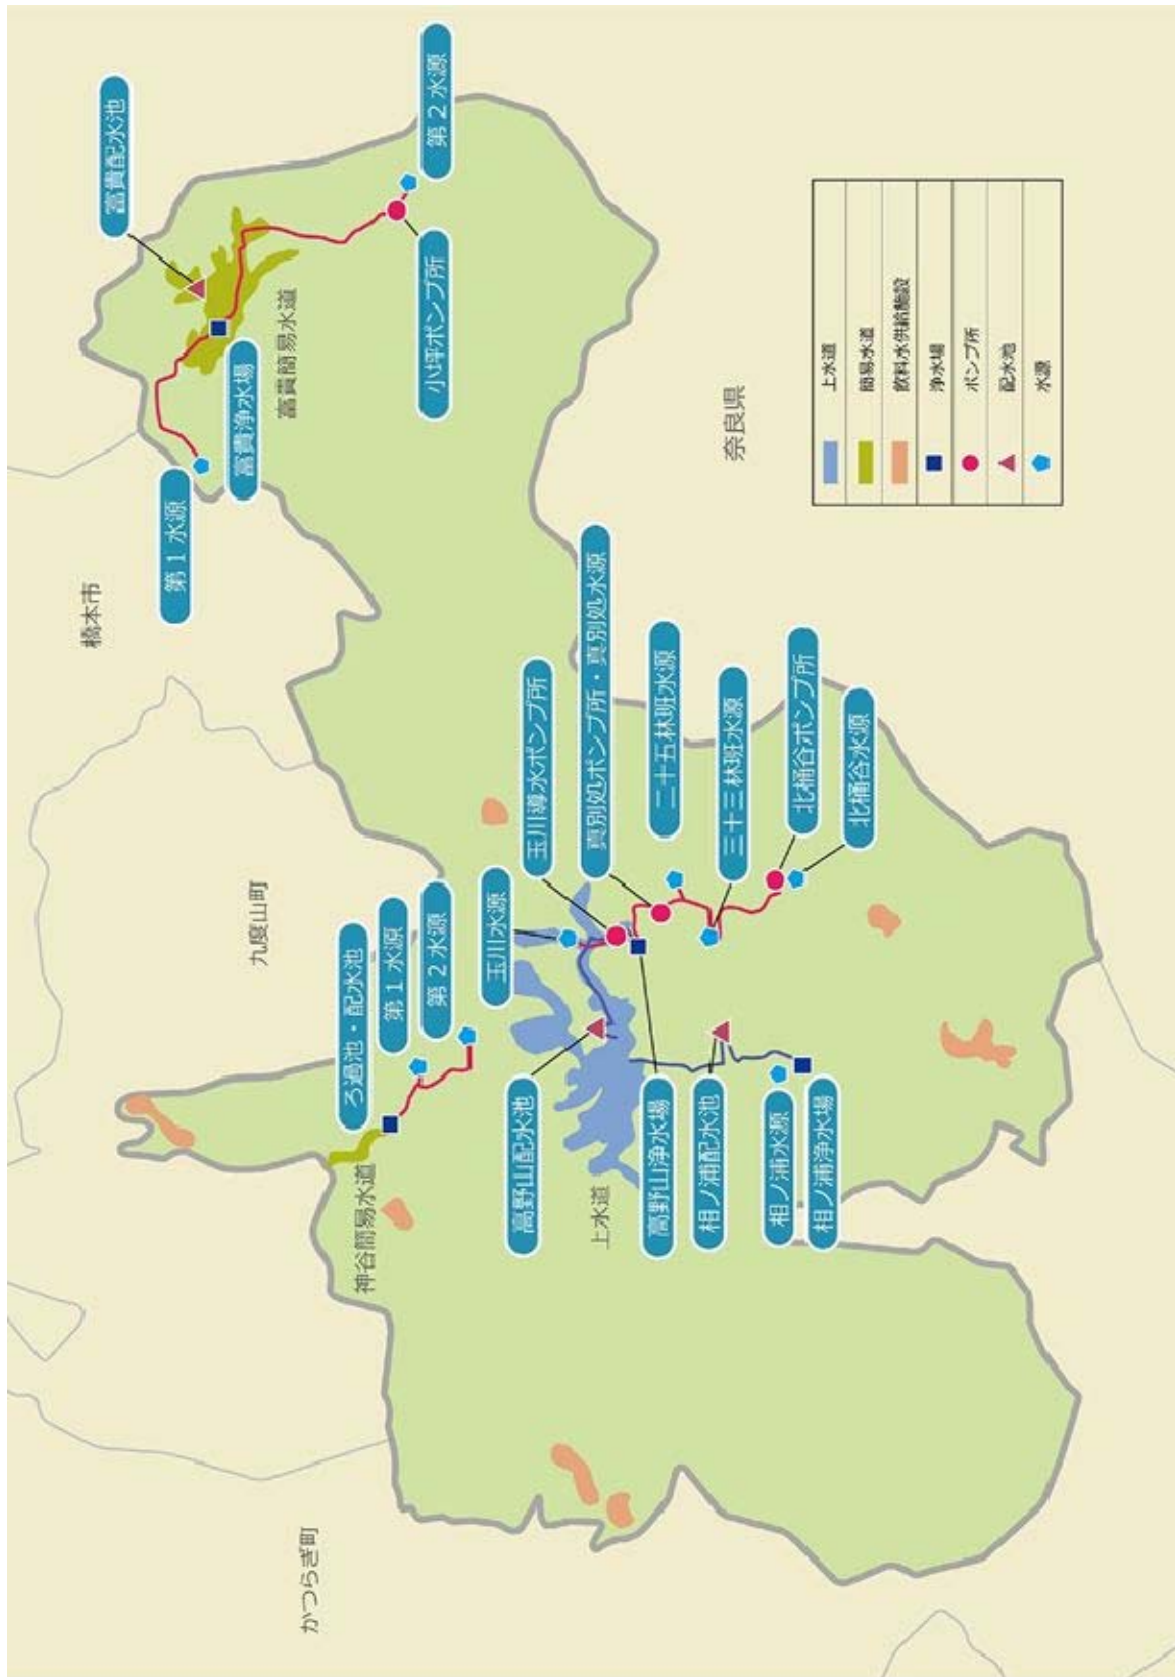 橋本市
富貴配水池
第1水源
富貴浄水場
九度山町
富貴簡易水道
かつらぎ町
ろ過池・配水池
神谷簡易水道
第1水源
第2水源
小坪ポンプ所
第2水源
玉川水源
高野山配水池
玉川導水ポンプ所
真別処ポンプ所・真別処水源
上水道
高野山浄水場
二十五林班水源
相ノ浦配水池
三十三林班水源
奈良県
相ノ浦水源
北桶谷ポンプ所
相ノ浦浄水場
北桶谷水源
上水道
簡易水道
飲料水供給施設
浄水場
ポンプ所
配水池
水源